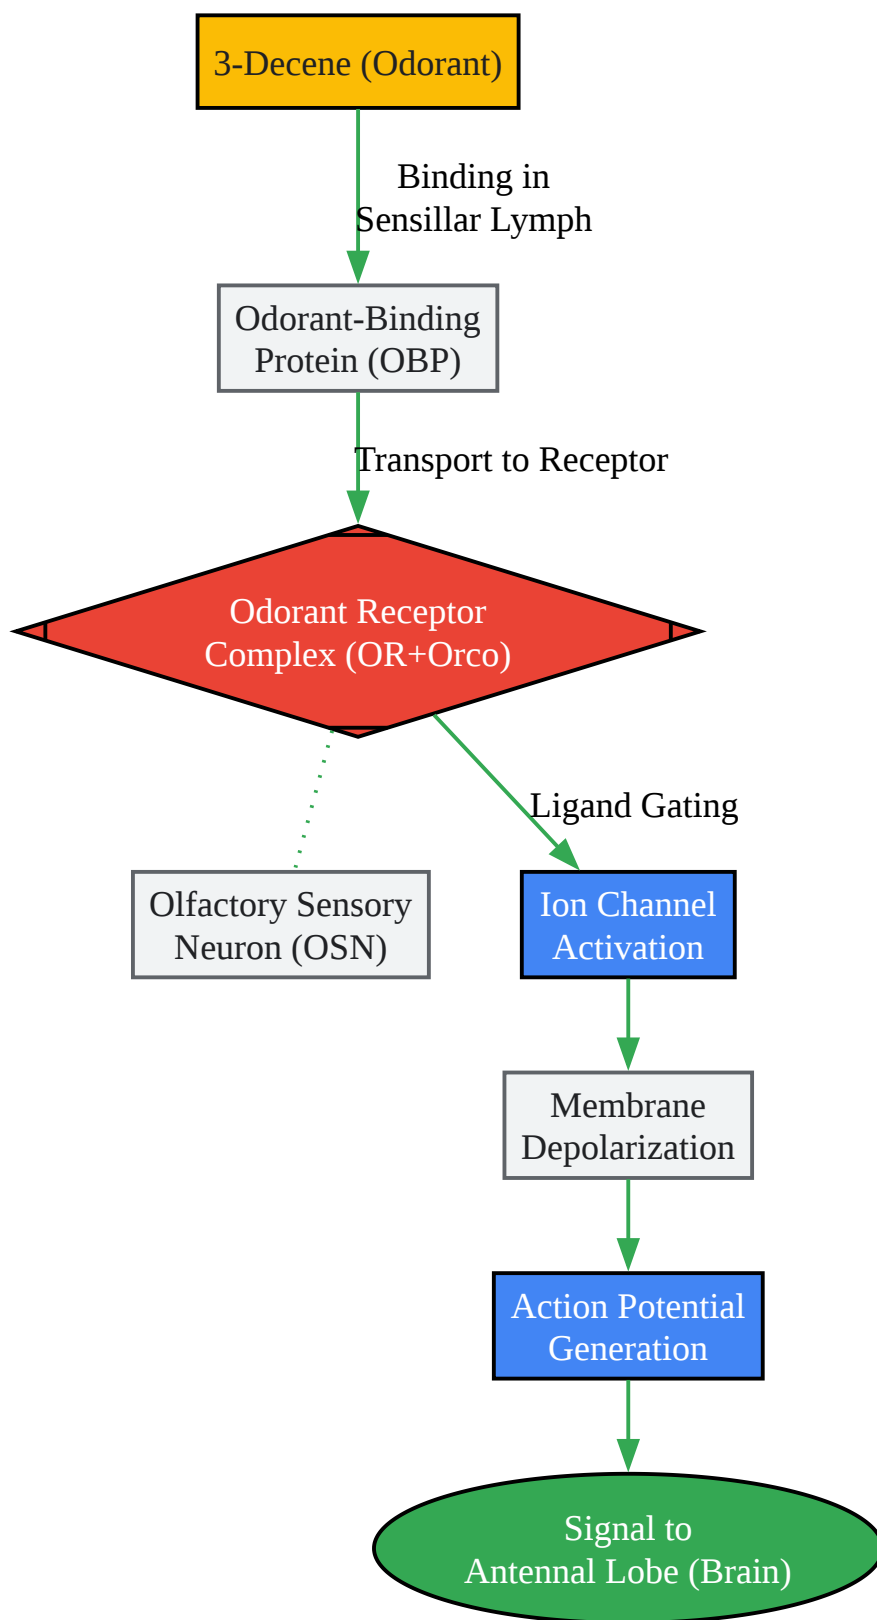 3-Decene (Odorant)
Binding in
Sensillar Lymph
Odorant-Binding
Protein (OBP)
Transport to Receptor
Odorant Receptor
Complex (OR+Orco)
Ligand Gating
Olfactory Sensory
Neuron (OSN)
Ion Channel
Activation
Membrane
Depolarization
Action Potential
Generation
Signal to
Antennal Lobe (Brain)